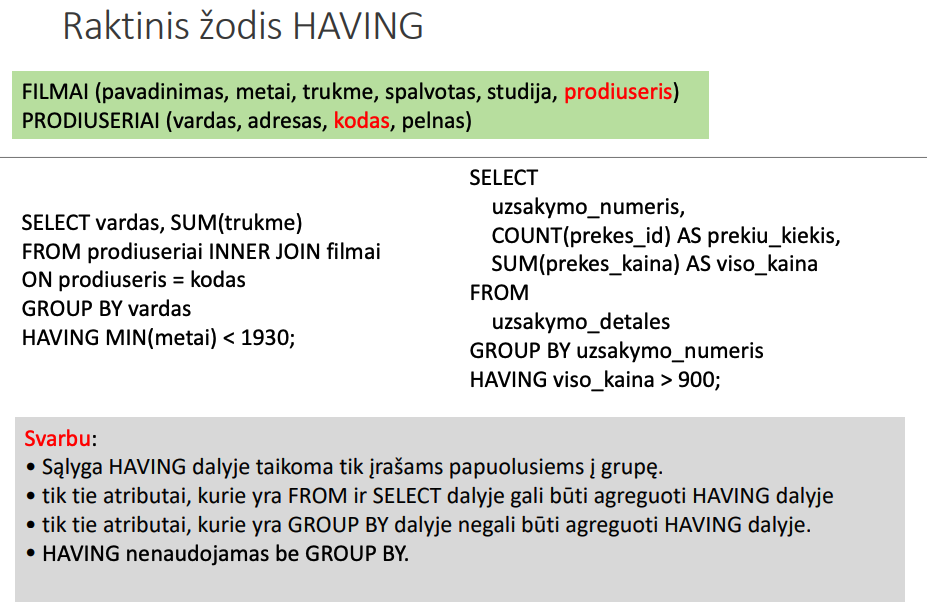 Raktinis žodis HAVING
FILMAI (pavadinimas, metai, trukme, spalvotas, studija, prodiuseris)
PRODIUSERIAI (vardas, adresas, kodas, pelnas)
SELECT vardas, SUM(trukme)
FROM prodiuseriai INNER JOIN filmai
ON prodiuseris = kodas
GROUP BY vardas
HAVING MIN(metai) < 1930;
SELECT
uzsakymo_numeris,
COUNT(prekes_id) AS prekiu_kiekis,
SUM(prekes_kaina) AS viso_kaina
FROM
uzsakymo_detales
GROUP BY uzsakymo_numeris
HAVING viso_kaina > 900;
Svarbu:
• Sąlyga HAVING dalyje taikoma tik įrašams papuolusiems į grupę.
• tik tie atributai, kurie yra FROM ir SELECT dalyje gali būti agreguoti HAVING dalyje
• tik tie atributai, kurie yra GROUP BY dalyje negali būti agreguoti HAVING dalyje.
• HAVING nenaudojamas be GROUP BY.